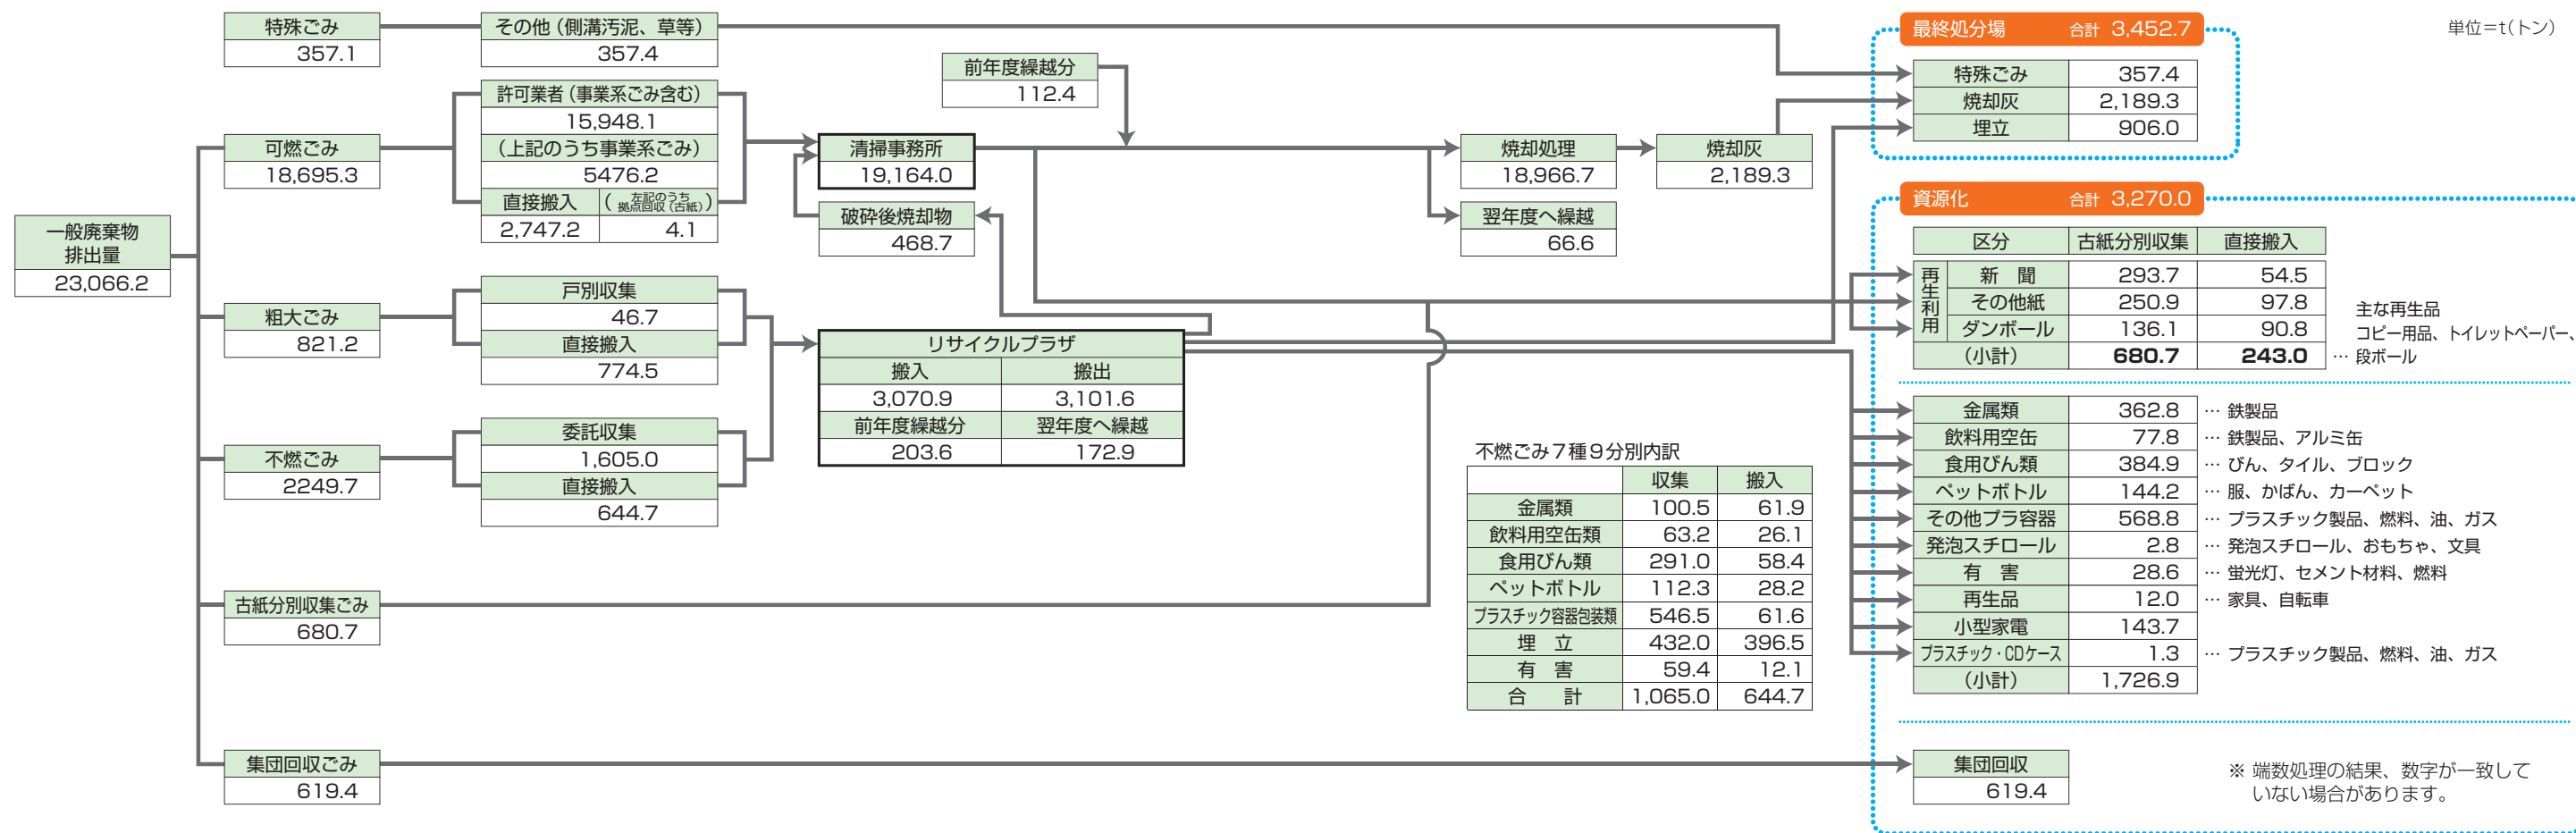 単位=t(トン)
一般廃棄物
排出量
23,066.2
特殊ごみ
357.1
その他(側溝汚泥、草等)
357.4
可燃ごみ
18,695.3
許可業者(事業系ごみ含む)
15,948.1
(上記のうち事業系ごみ)
5476.2
直接搬入 (左記のうち拠点回収(古紙))
2,747.2 4.1
粗大ごみ
821.2
戸別収集
46.7
直接搬入
774.5
不燃ごみ
2249.7
委託収集
1,605.0
直接搬入
644.7
古紙分別収集ごみ
680.7
集団回収ごみ
619.4
前年度繰越分
112.4
清掃事務所
19,164.0
破砕後焼却物
468.7
リサイクルプラザ
搬入 搬出
3,070.9 3,101.6
前年度繰越分 翌年度へ繰越
203.6 172.9
焼却処理
18,966.7
焼却灰
2,189.3
翌年度へ繰越
66.6
不燃ごみ7種9分別内訳
収集 搬入
金属類 100.5 61.9
飲料用空缶類 63.2 26.1
食用びん類 291.0 58.4
ペットボトル 112.3 28.2
プラスチック容器包装類 546.5 61.6
埋 立 432.0 396.5
有 害 59.4 12.1
合 計 1,065.0 644.7
最終処分場 合計 3,452.7
特殊ごみ 357.4
焼却灰 2,189.3
埋立 906.0
資源化 合計 3,270.0
区分 古紙分別収集 直接搬入
再生利用
新 聞 293.7 54.5
その他紙 250.9 97.8
ダンボール 136.1 90.8
(小計) 680.7 243.0
主な再生品
コピー用品、トイレットペーパー、
… 段ボール
金属類 362.8 … 鉄製品
飲料用空缶 77.8 … 鉄製品、アルミ缶
食用びん類 384.9 … びん、タイル、ブロック
ペットボトル 144.2 … 服、かばん、カーペット
その他プラ容器 568.8 … プラスチック製品、燃料、油、ガス
発泡スチロール 2.8 … 発泡スチロール、おもちゃ、文具
有 害 28.6 … 蛍光灯、セメント材料、燃料
再生品 12.0 … 家具、自転車
小型家電 143.7
プラスチック・CDケース 1.3 … プラスチック製品、燃料、油、ガス
(小計) 1,726.9
集団回収
619.4
※ 端数処理の結果、数字が一致して
いない場合があります。